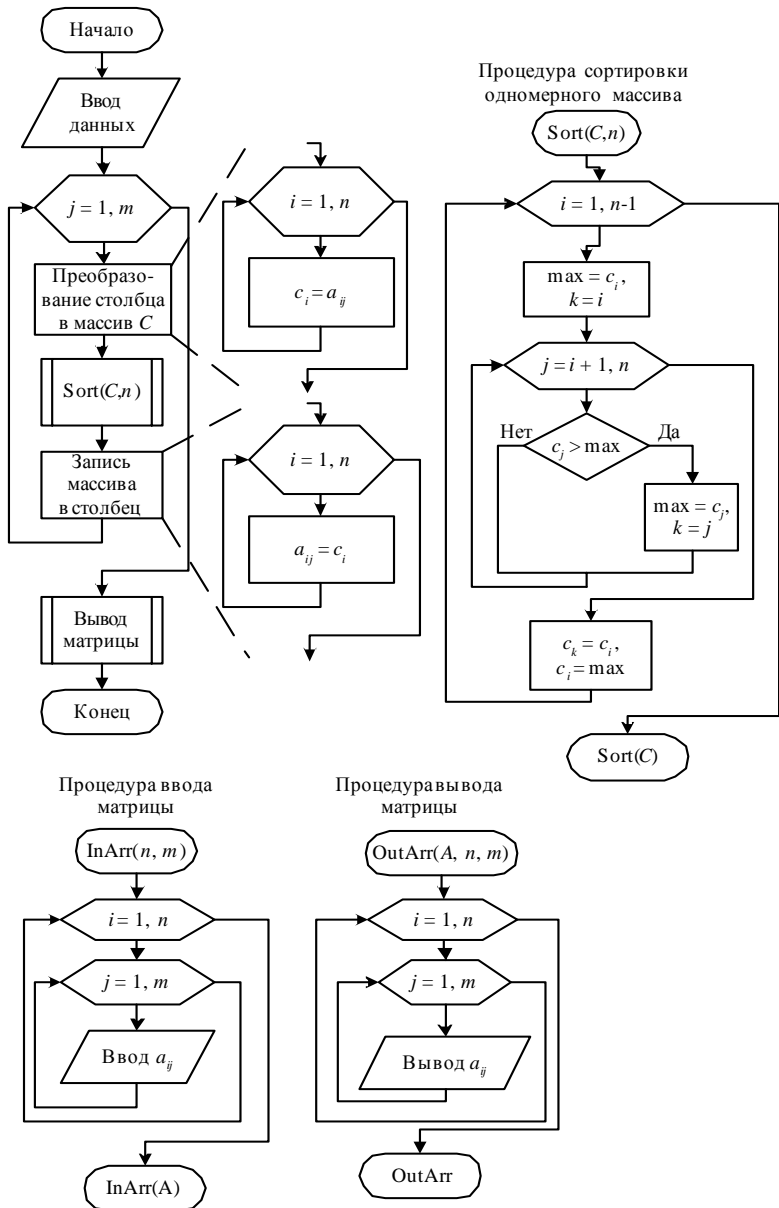 Начало
Ввод
данных
j = 1, m
Преобразо-
вание столбца
в массив C
Sort(C,n)
Запись
массива
в столбец
Вывод
матрицы
Конец
i = 1, n
c_i = a_ij
i = 1, n
a_ij = c_i
Процедура сортировки
одномерного массива
Sort(C,n)
i = 1, n-1
max = c_i,
k = i
j = i + 1, n
Нет
c_j > max
Да
max = c_j,
k = j
c_k = c_i,
c_i = max
Sort(C)
Процедура ввода
матрицы
InArr(n, m)
i = 1, n
j = 1, m
Ввод a_ij
InArr(A)
Процедура вывода
матрицы
OutArr(A, n, m)
i = 1, n
j = 1, m
Вывод a_ij
OutArr